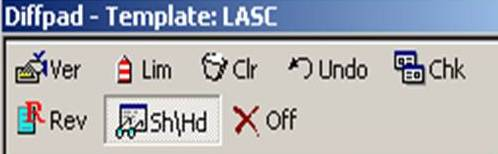 Diffpad - Template: LASC
Ver Lim Clr Undo Chk
R Rev Sh\Hd Off